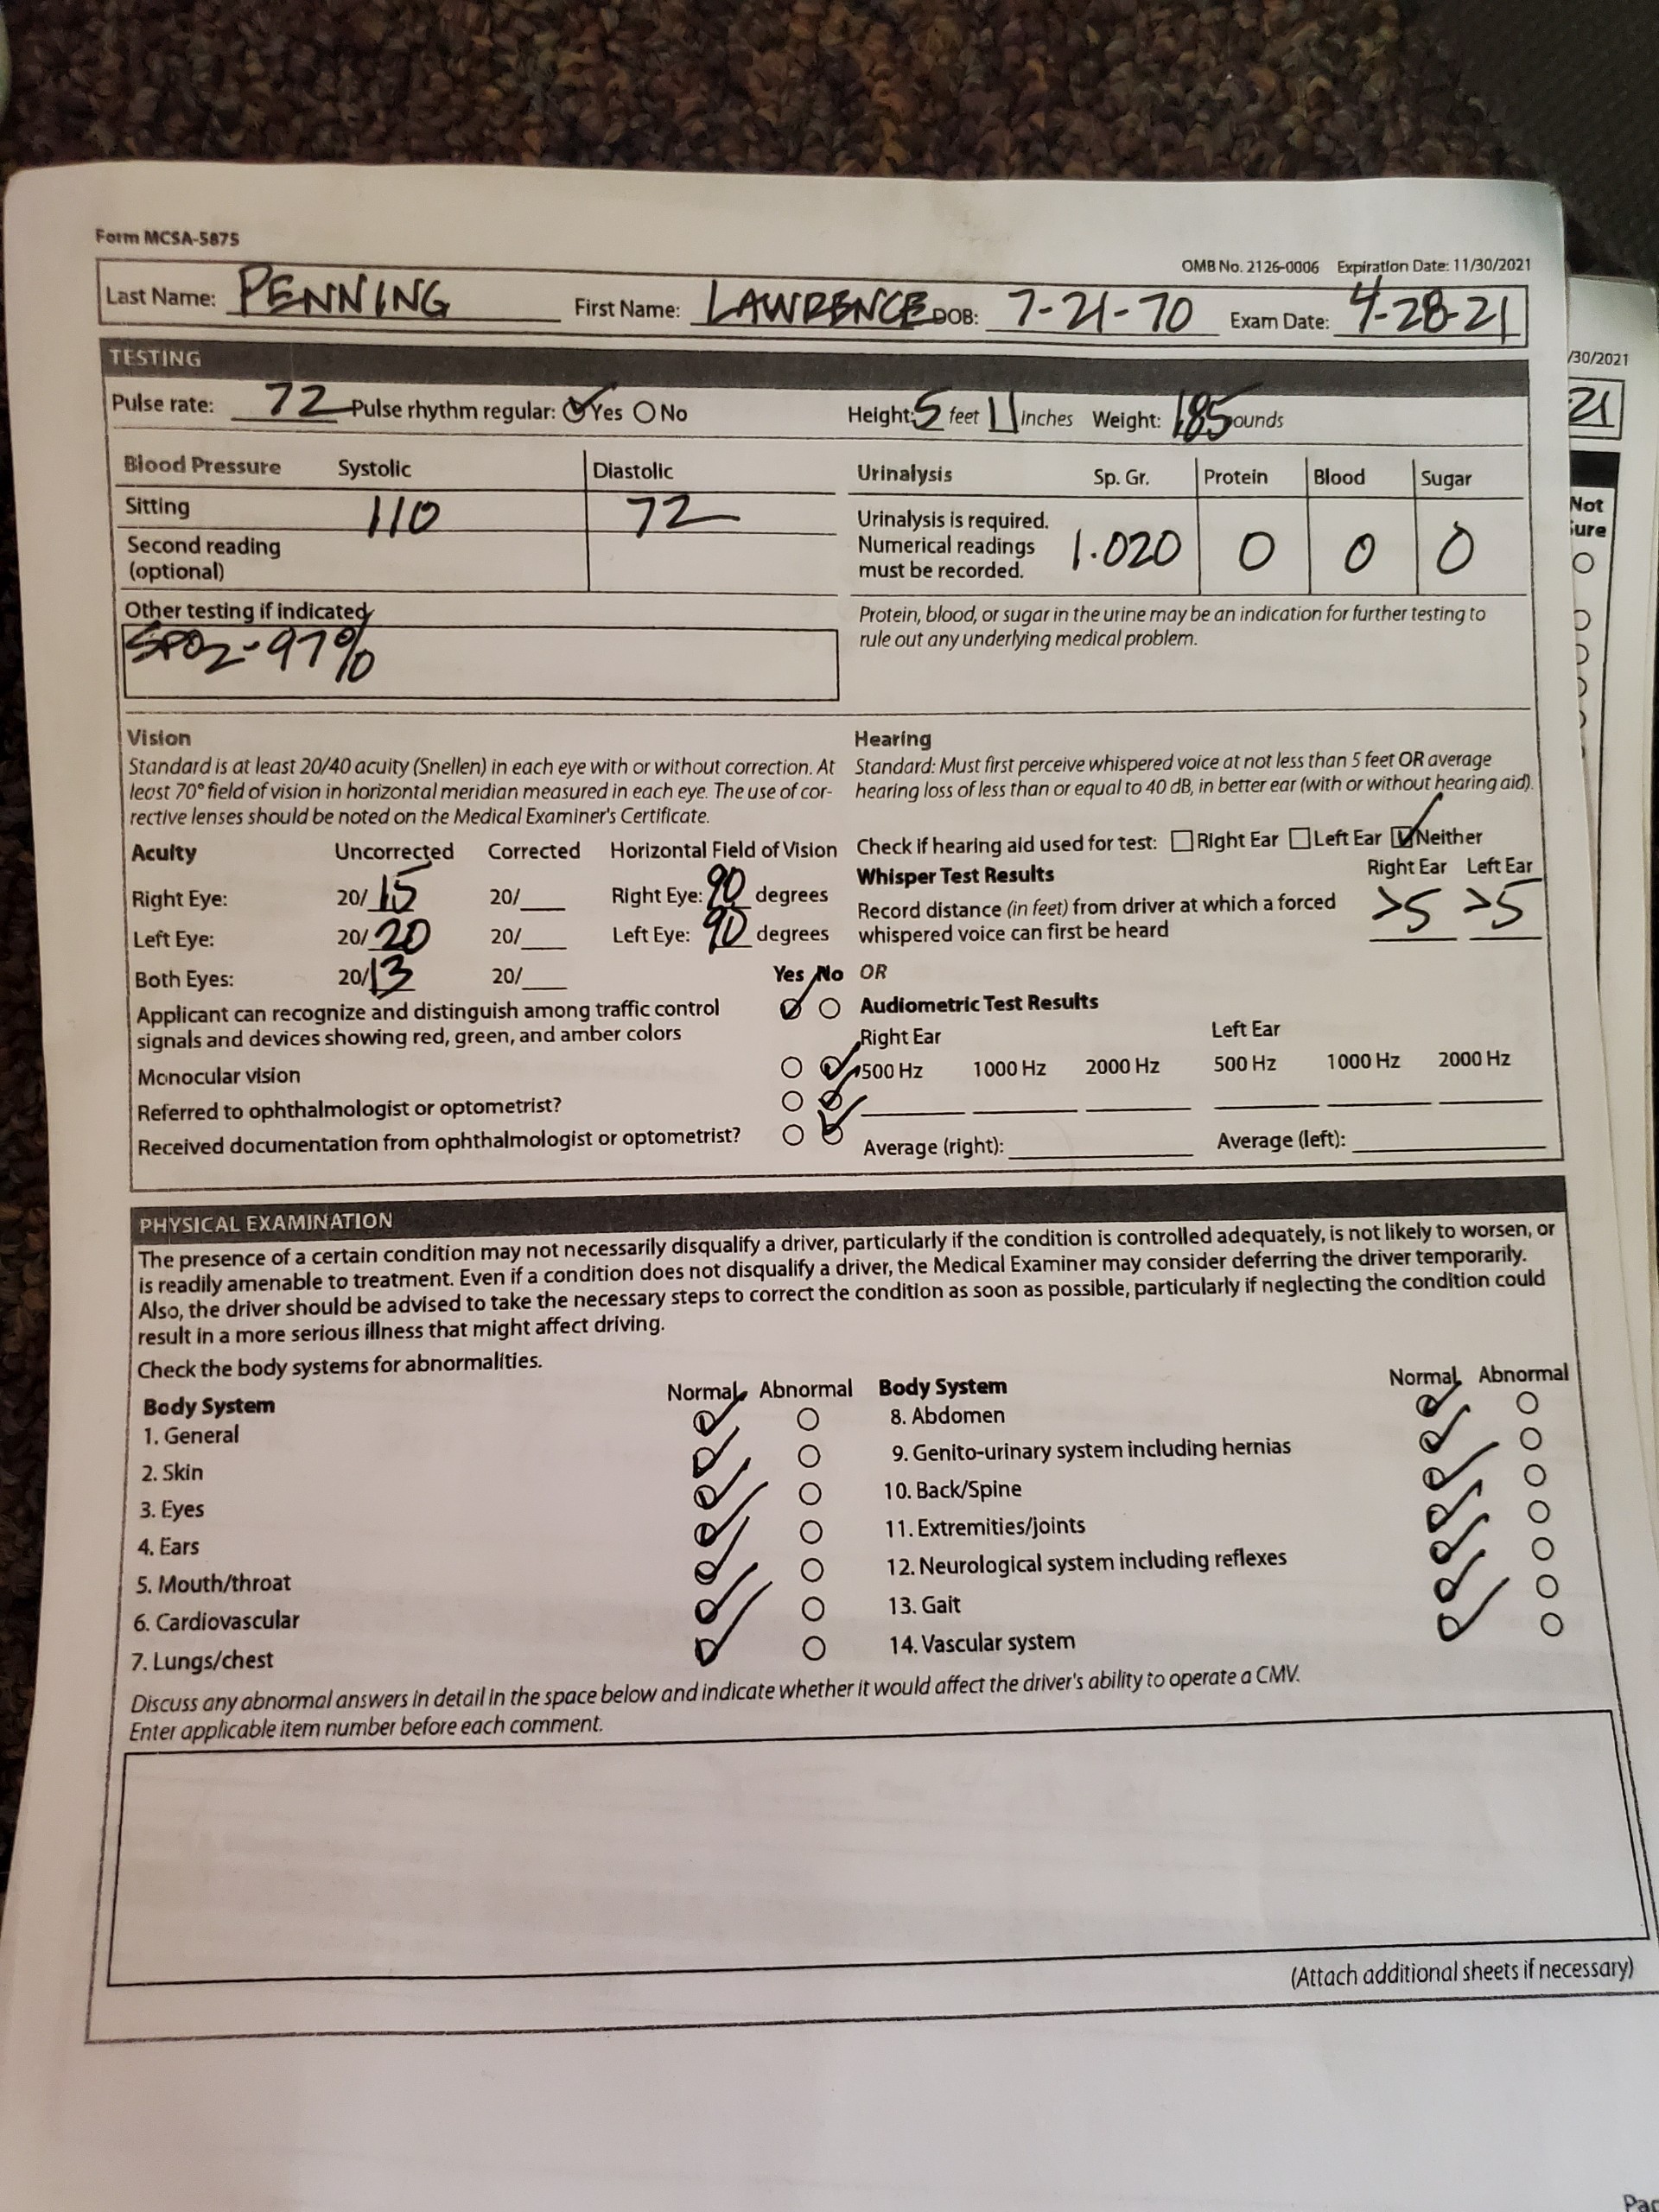 Form MCSA-5875
OMB No. 2126-0006 Expiration Date: 11/30/2021
Last Name: PENNING First Name: LAWRENCE DOB: 7-21-70 Exam Date: 4-28-21
TESTING
Pulse rate: 72 Pulse rhythm regular: Yes No Height: 5 feet 11 inches Weight: 185 ounds
Blood Pressure Systolic Diastolic
Sitting 110 72
Second reading
(optional)
Other testing if indicated
SPO2-97%
Urinalysis Sp. Gr. Protein Blood Sugar
Urinalysis is required.
Numerical readings
must be recorded.
1.020 0 0 0
Protein, blood, or sugar in the urine may be an indication for further testing to
rule out any underlying medical problem.
Vision
Standard is at least 20/40 acuity (Snellen) in each eye with or without correction. At
least 70° field of vision in horizontal meridian measured in each eye. The use of cor-
rective lenses should be noted on the Medical Examiner's Certificate.
Acuity Uncorrected Corrected Horizontal Field of Vision
Right Eye: 20/15 20/ Right Eye: 90 degrees
Left Eye: 20/20 20/ Left Eye: 90 degrees
Both Eyes: 20/13 20/
Yes No
Applicant can recognize and distinguish among traffic control
signals and devices showing red, green, and amber colors
Monocular vision
Referred to ophthalmologist or optometrist?
Received documentation from ophthalmologist or optometrist?
Hearing
Standard: Must first perceive whispered voice at not less than 5 feet OR average
hearing loss of less than or equal to 40 dB, in better ear (with or without hearing aid).
Check if hearing aid used for test: Right Ear Left Ear Neither
Whisper Test Results Right Ear Left Ear
Record distance (in feet) from driver at which a forced
whispered voice can first be heard
>5 >5
OR
Audiometric Test Results
Right Ear Left Ear
500 Hz 1000 Hz 2000 Hz 500 Hz 1000 Hz 2000 Hz
Average (right): Average (left):
PHYSICAL EXAMINATION
The presence of a certain condition may not necessarily disqualify a driver, particularly if the condition is controlled adequately, is not likely to worsen, or
is readily amenable to treatment. Even if a condition does not disqualify a driver, the Medical Examiner may consider deferring the driver temporarily.
Also, the driver should be advised to take the necessary steps to correct the condition as soon as possible, particularly if neglecting the condition could
result in a more serious illness that might affect driving.
Check the body systems for abnormalities.
Body System Normal Abnormal
1. General
2. Skin
3. Eyes
4. Ears
5. Mouth/throat
6. Cardiovascular
7. Lungs/chest
Body System Normal Abnormal
8. Abdomen
9. Genito-urinary system including hernias
10. Back/Spine
11. Extremities/joints
12. Neurological system including reflexes
13. Gait
14. Vascular system
Discuss any abnormal answers in detail in the space below and indicate whether it would affect the driver's ability to operate a CMV.
Enter applicable item number before each comment.
(Attach additional sheets if necessary)
/30/2021
21
Not
ure
Pag